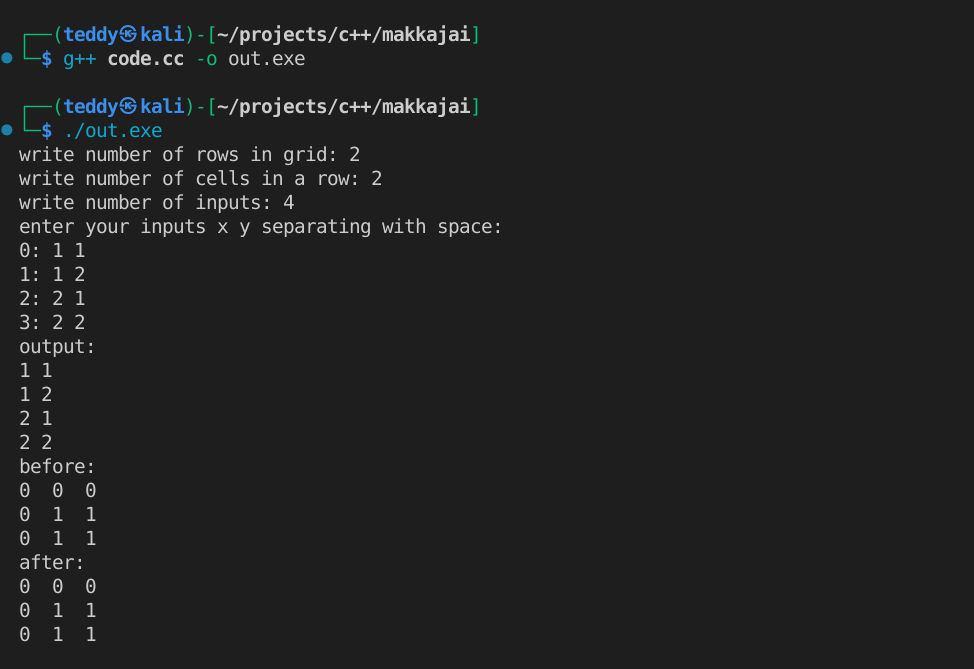 ┌──(teddy㉿kali)-[~/projects/c++/makkajai]
└─$ g++ code.cc -o out.exe
┌──(teddy㉿kali)-[~/projects/c++/makkajai]
└─$ ./out.exe
write number of rows in grid: 2
write number of cells in a row: 2
write number of inputs: 4
enter your inputs x y separating with space:
0: 1 1
1: 1 2
2: 2 1
3: 2 2
output:
1 1
1 2
2 1
2 2
before:
0  0  0
0  1  1
0  1  1
after:
0  0  0
0  1  1
0  1  1